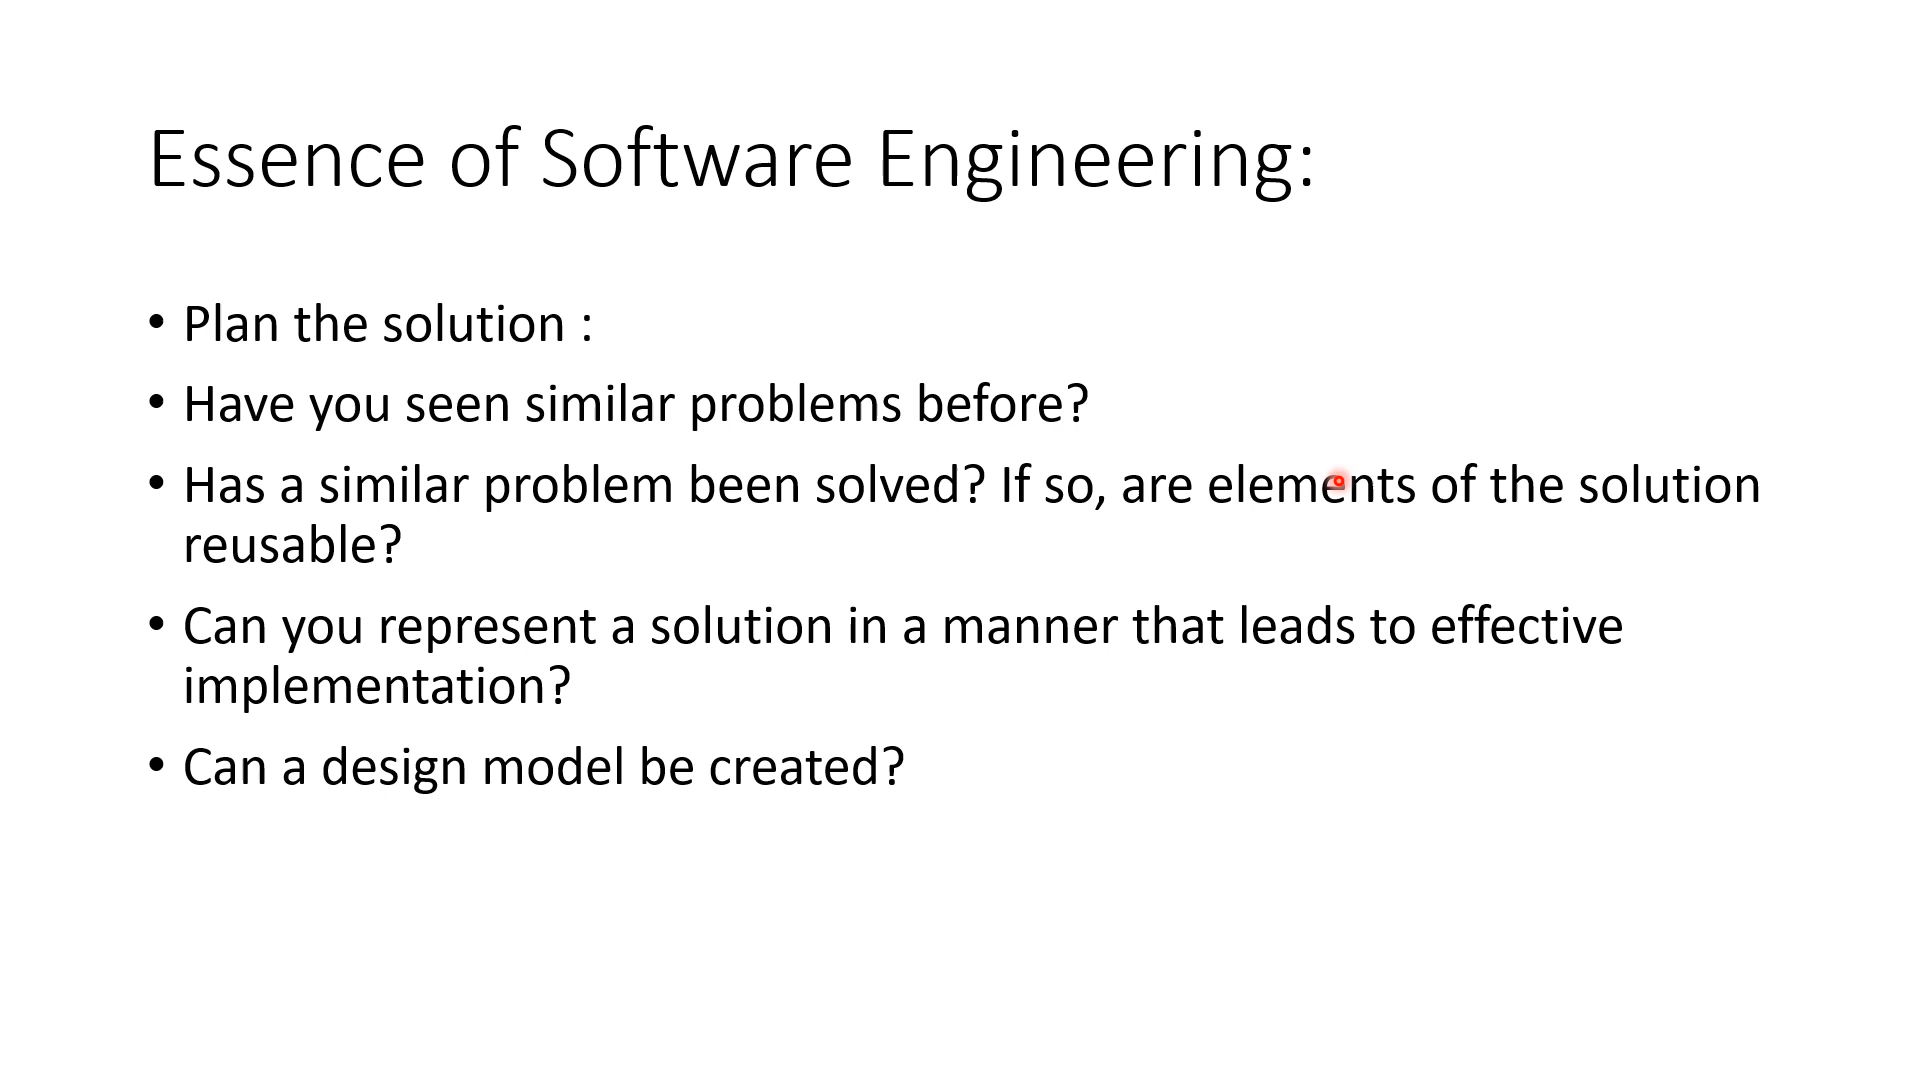 Essence of Software Engineering:
• Plan the solution :
• Have you seen similar problems before?
• Has a similar problem been solved? If so, are elements of the solution
reusable?
• Can you represent a solution in a manner that leads to effective
implementation?
• Can a design model be created?